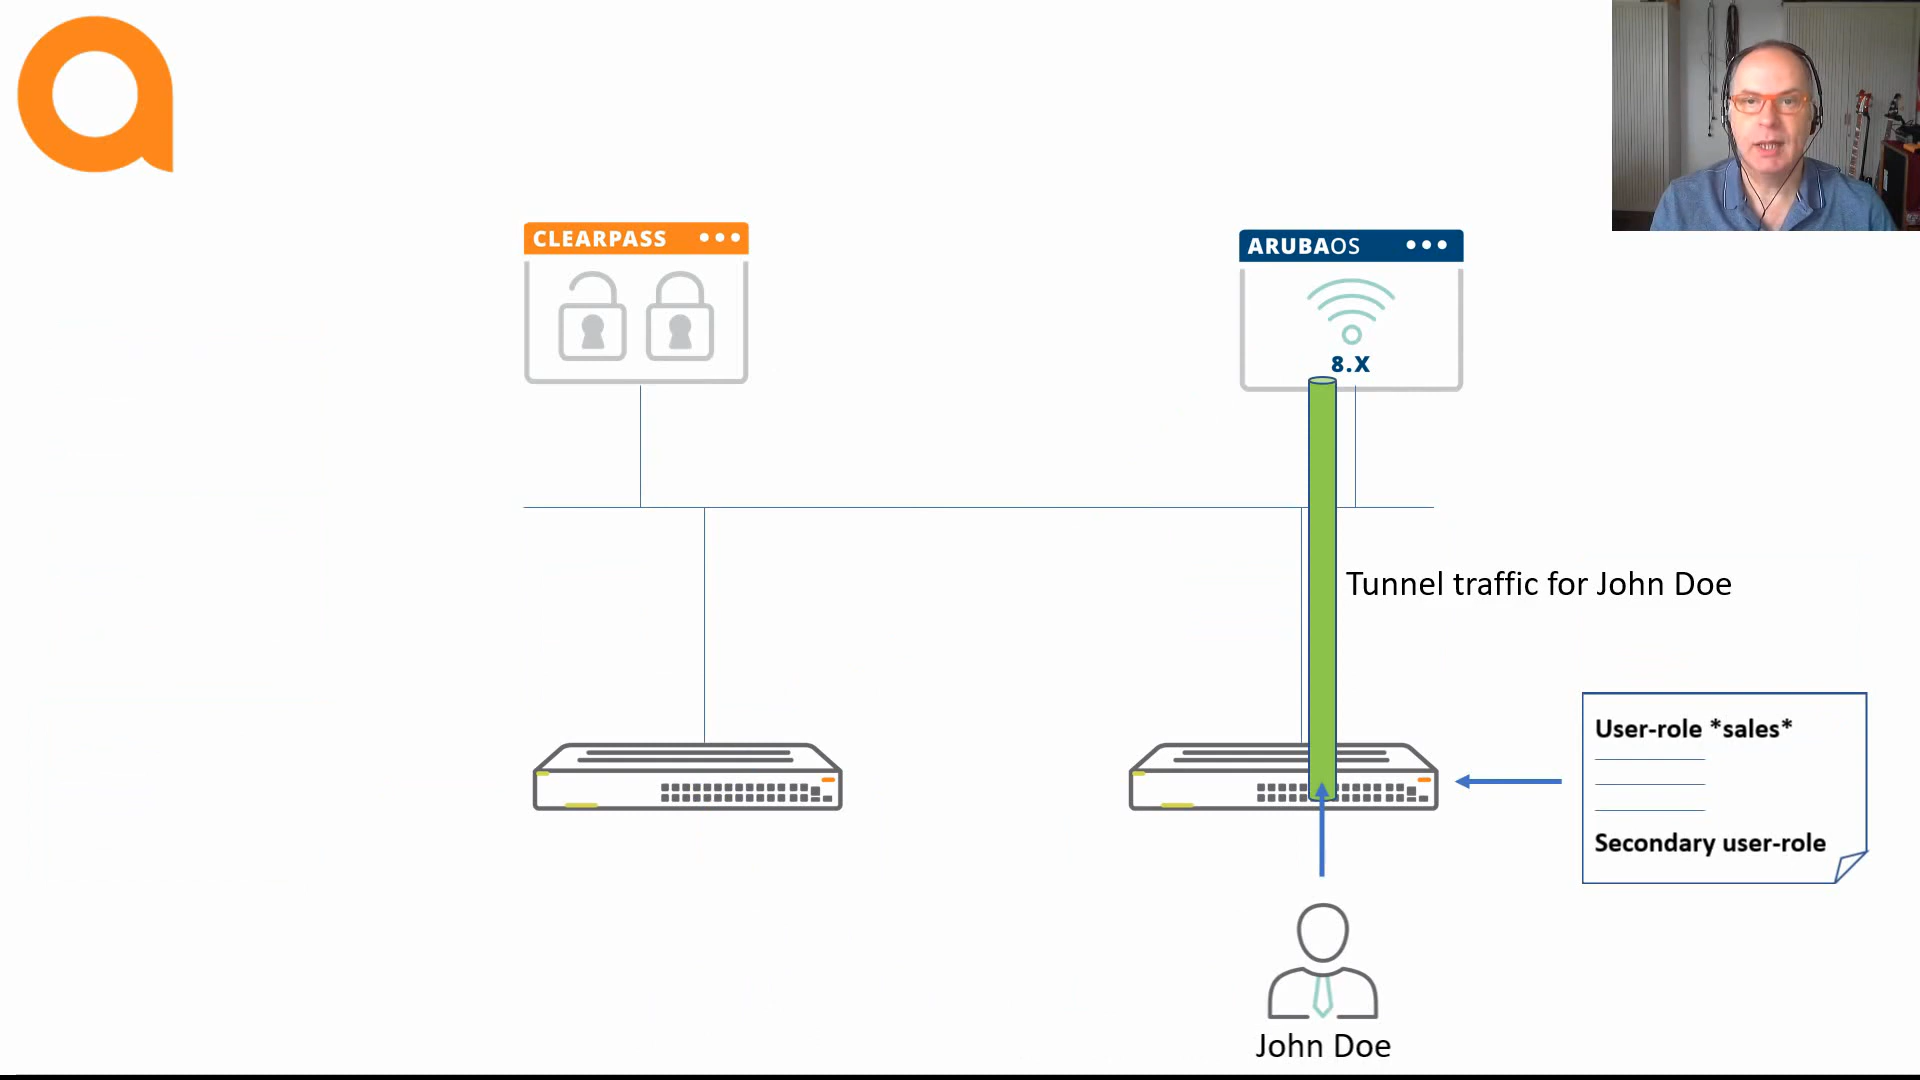 CLEARPASS
ARUBAOS
8.X
Tunnel traffic for John Doe
User-role *sales*
Secondary user-role
John Doe